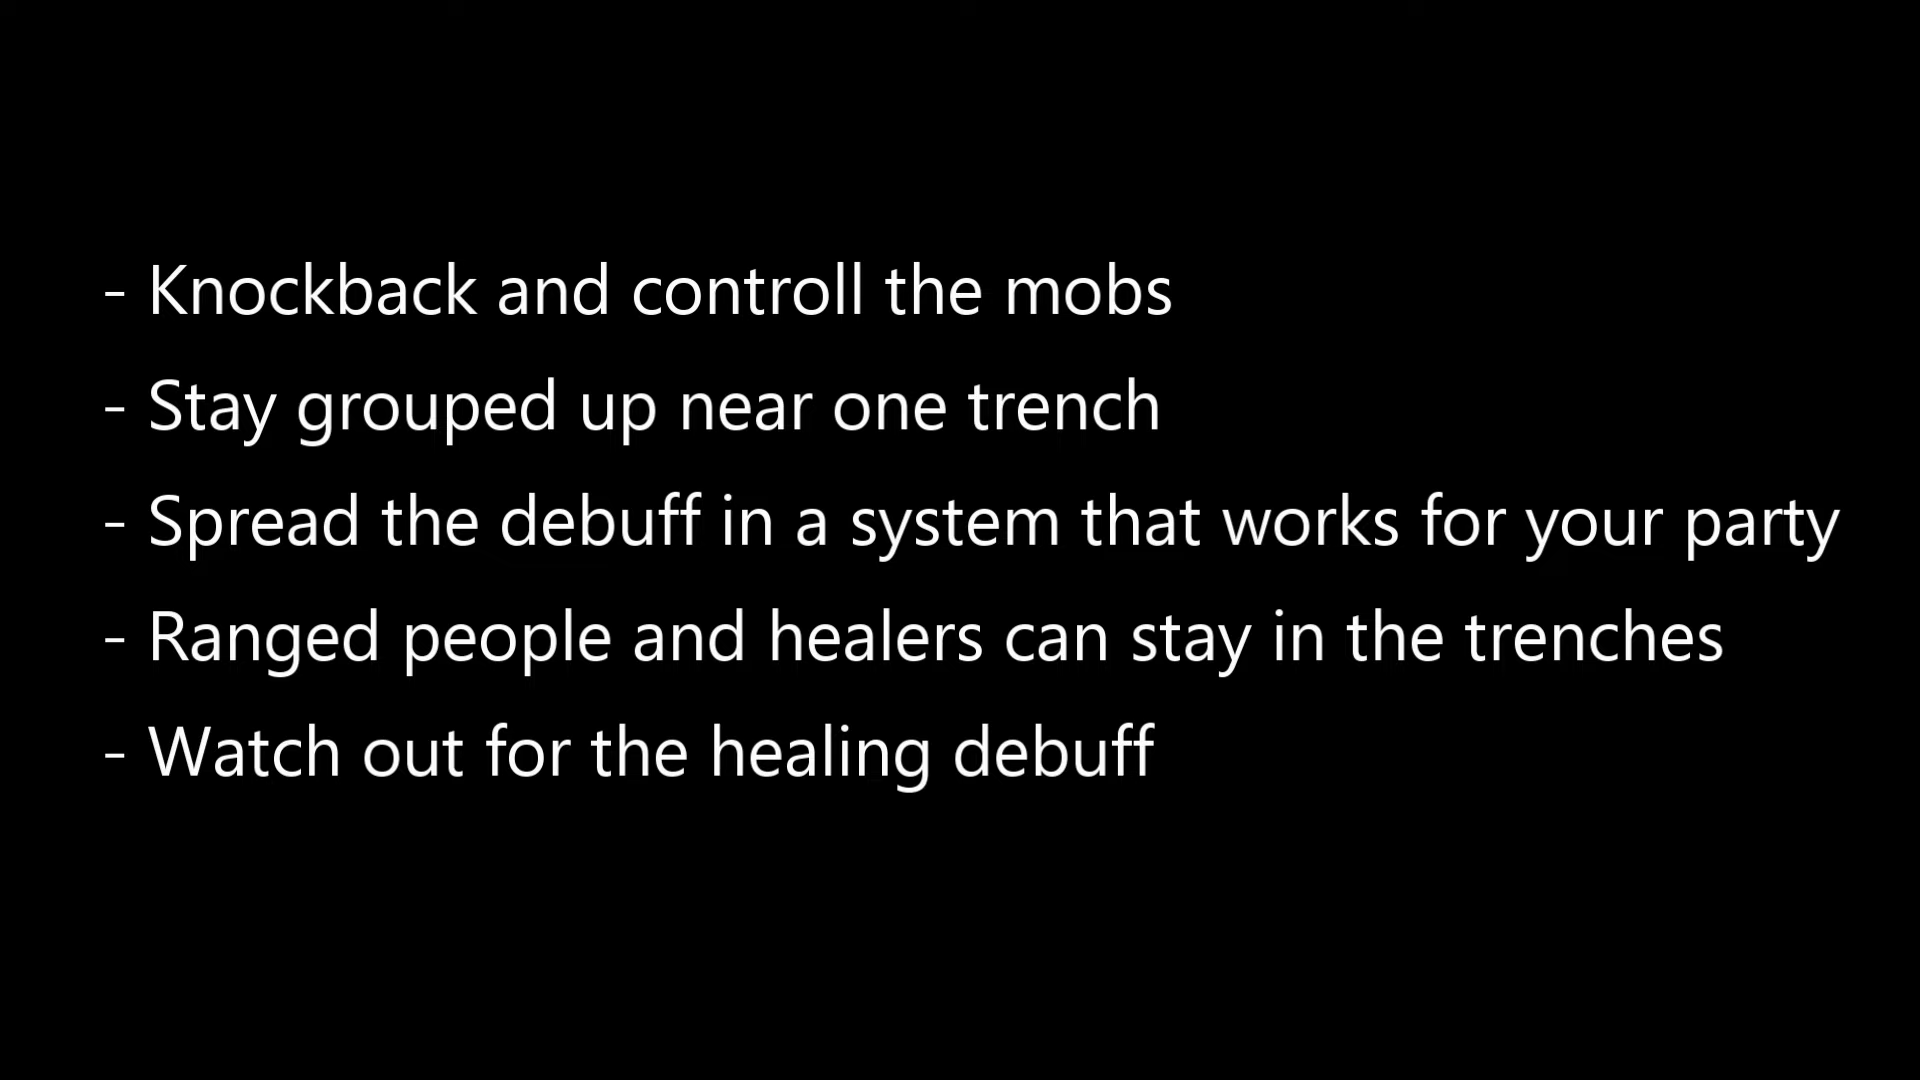 - Knockback and controll the mobs
- Stay grouped up near one trench
- Spread the debuff in a system that works for your party
- Ranged people and healers can stay in the trenches
- Watch out for the healing debuff